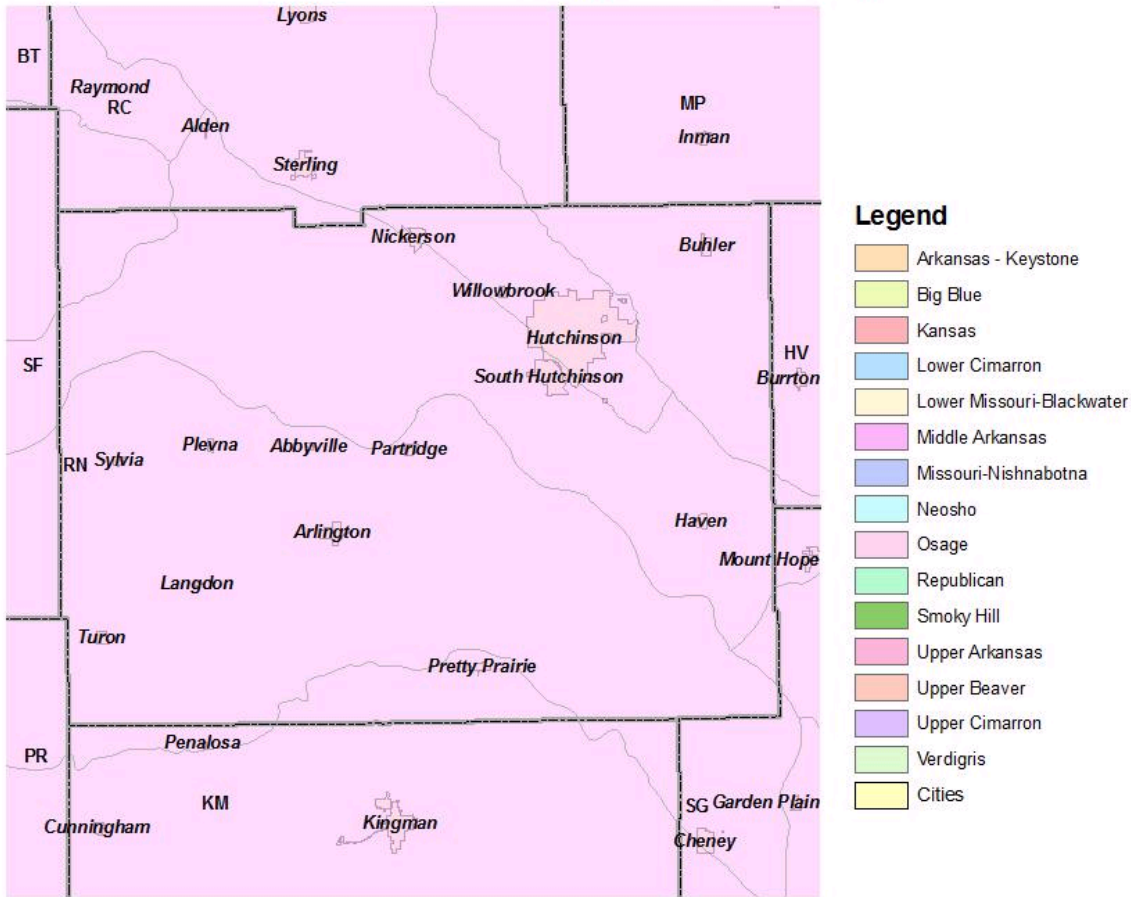 Lyons
BT
Raymond
RC
MP
Alden
Inman
Sterling
Nickerson
Buhler
Willowbrook
Hutchinson
SF
HV
South Hutchinson
Burrton
Plevna
Abbyville
Partridge
RN
Sylvia
Haven
Arlington
Mount Hope
Langdon
Turon
Pretty Prairie
Penalosa
PR
KM
SG
Garden Plain
Cunningham
Kingman
Cheney
Legend
Arkansas - Keystone
Big Blue
Kansas
Lower Cimarron
Lower Missouri-Blackwater
Middle Arkansas
Missouri-Nishnabotna
Neosho
Osage
Republican
Smoky Hill
Upper Arkansas
Upper Beaver
Upper Cimarron
Verdigris
Cities